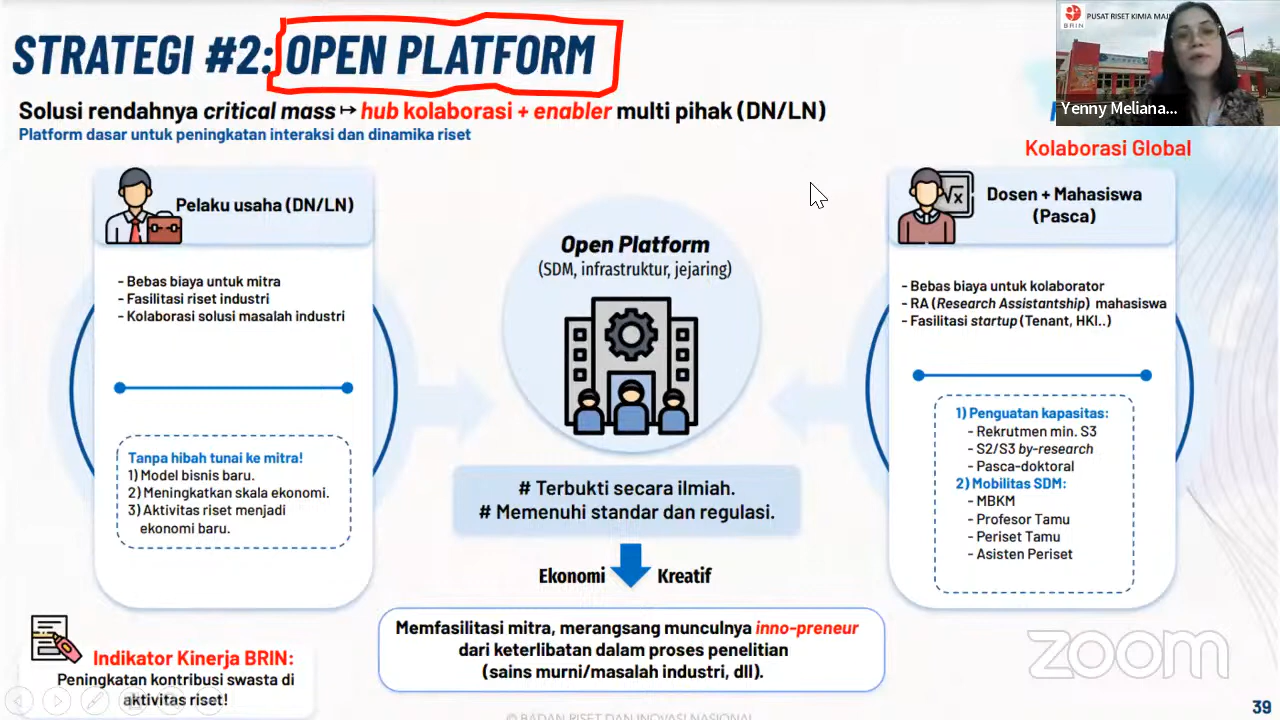 STRATEGI #2: OPEN PLATFORM
Solusi rendahnya critical mass ↦ hub kolaborasi + enabler multi pihak (DN/LN)
Platform dasar untuk peningkatan interaksi dan dinamika riset
BRIN
PUSAT RISET KIMIA MAJ
Yenny Meliana...
Kolaborasi Global
Pelaku usaha (DN/LN)
- Bebas biaya untuk mitra
- Fasilitasi riset industri
- Kolaborasi solusi masalah industri
Tanpa hibah tunai ke mitra!
1) Model bisnis baru.
2) Meningkatkan skala ekonomi.
3) Aktivitas riset menjadi
ekonomi baru.
Open Platform
(SDM, infrastruktur, jejaring)
# Terbukti secara ilmiah.
# Memenuhi standar dan regulasi.
Ekonomi Kreatif
Memfasilitasi mitra, merangsang munculnya inno-preneur
dari keterlibatan dalam proses penelitian
(sains murni/masalah industri, dll).
√x
Dosen + Mahasiswa
(Pasca)
- Bebas biaya untuk kolaborator
- RA (Research Assistantship) mahasiswa
- Fasilitasi startup (Tenant, HKI..)
1) Penguatan kapasitas:
- Rekrutmen min. S3
- S2/S3 by-research
- Pasca-doktoral
2) Mobilitas SDM:
- MBKM
- Profesor Tamu
- Periset Tamu
- Asisten Periset
Indikator Kinerja BRIN:
Peningkatan kontribusi swasta di
aktivitas riset!
zoom
© BADAN RISET DAN INOVASI NASIONAL
39